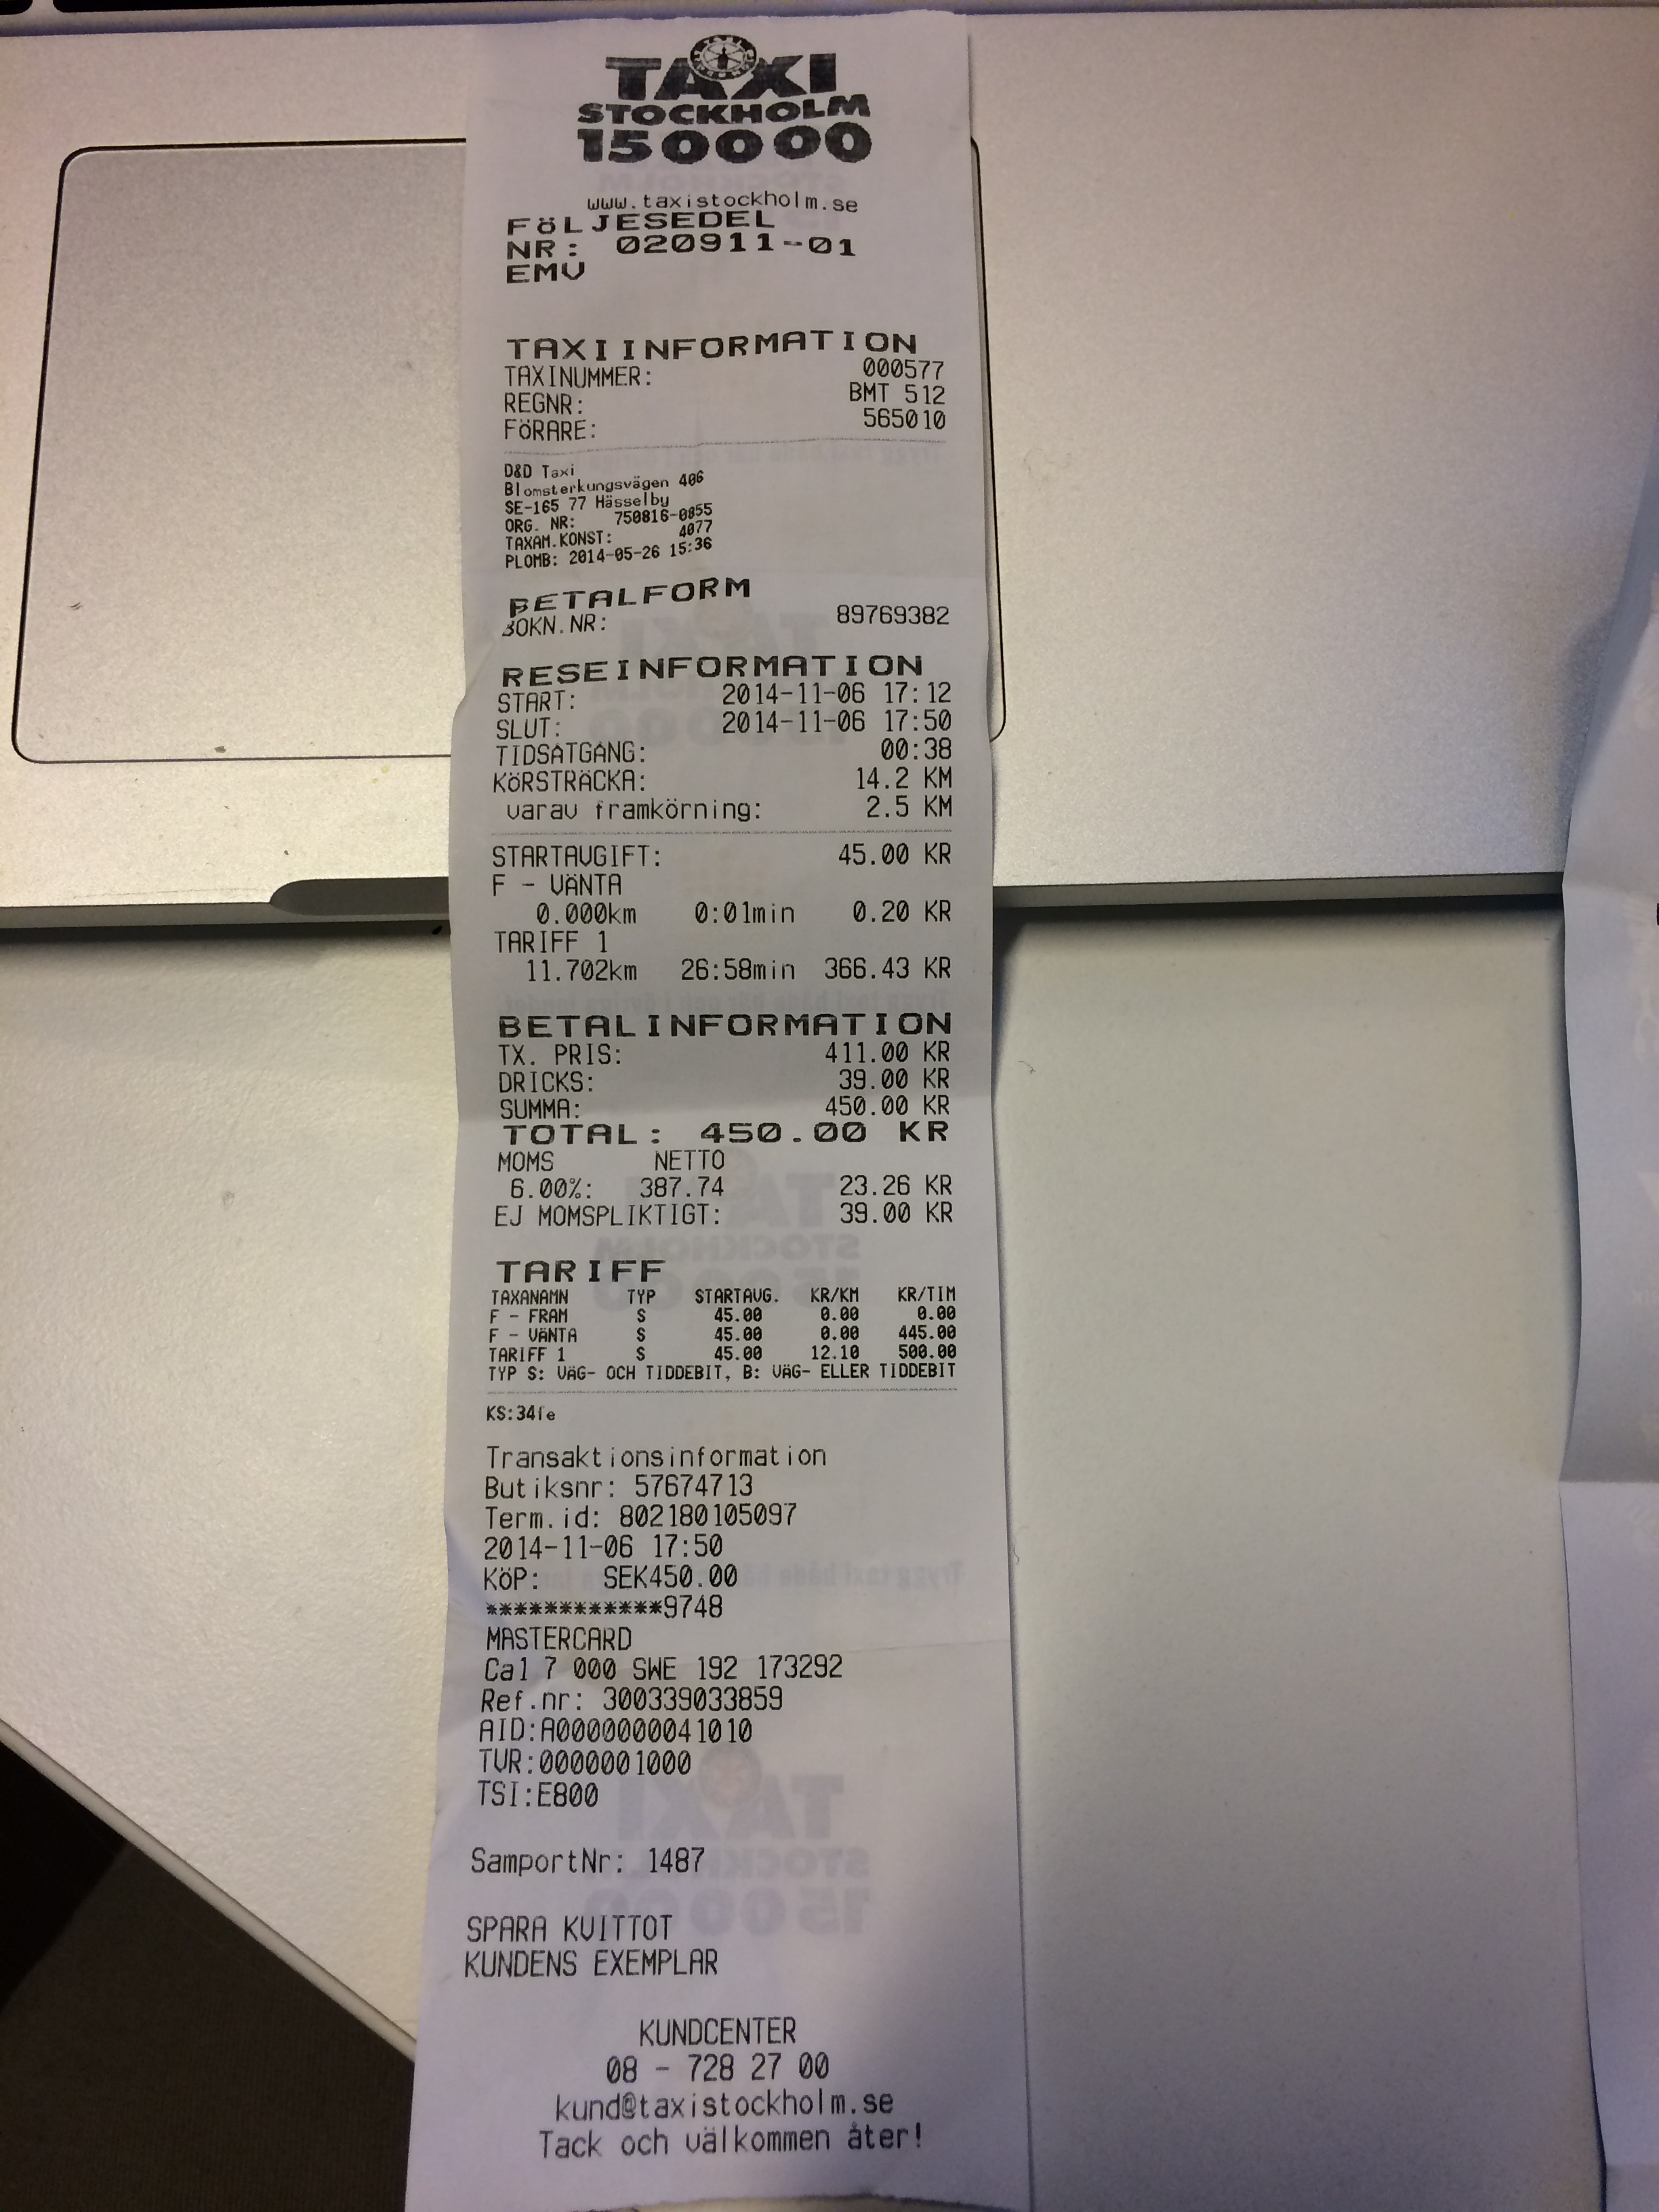 TAXI
STOCKHOLM
150000
www.taxistockholm.se
FÖLJESEDEL
NR: 020911-01
EMV
TAXIINFORMATION
TAXINUMMER: 000577
REGNR: BMT 512
FÖRARE: 565010
D&D Taxi
Blomsterkungsvägen 406
SE-165 77 Hässelby
ORG. NR: 750816-0855
TAXAM.KONST: 4077
PLOMB: 2014-05-26 15:36
BETALFORM
BOKN.NR: 89769382
RESEINFORMATION
START: 2014-11-06 17:12
SLUT: 2014-11-06 17:50
TIDSÅTGÅNG: 00:38
KÖRSTRÄCKA: 14.2 KM
varav framkörning: 2.5 KM
STARTAVGIFT: 45.00 KR
F - VÄNTA
0.000km 0:01min 0.20 KR
TARIFF 1
11.702km 26:58min 366.43 KR
BETALINFORMATION
TX. PRIS: 411.00 KR
DRICKS: 39.00 KR
SUMMA: 450.00 KR
TOTAL: 450.00 KR
MOMS NETTO
6.00%: 387.74 23.26 KR
EJ MOMSPLIKTIGT: 39.00 KR
TARIFF
TAXANAMN TYP STARTAVG. KR/KM KR/TIM
F - FRAM S 45.00 0.00 0.00
F - VÄNTA S 45.00 0.00 445.00
TARIFF 1 S 45.00 12.10 500.00
TYP S: VÄG- OCH TIDDEBIT, B: VÄG- ELLER TIDDEBIT
KS:34fe
Transaktionsinformation
Butiksnr: 57674713
Term.id: 802180105097
2014-11-06 17:50
KÖP: SEK450.00
************9748
MASTERCARD
Ca1 7 000 SWE 192 173292
Ref.nr: 300339033859
AID:A0000000041010
TVR:0000001000
TSI:E800
SamportNr: 1487
SPARA KVITTOT
KUNDENS EXEMPLAR
KUNDCENTER
08 - 728 27 00
kund@taxistockholm.se
Tack och välkommen åter!